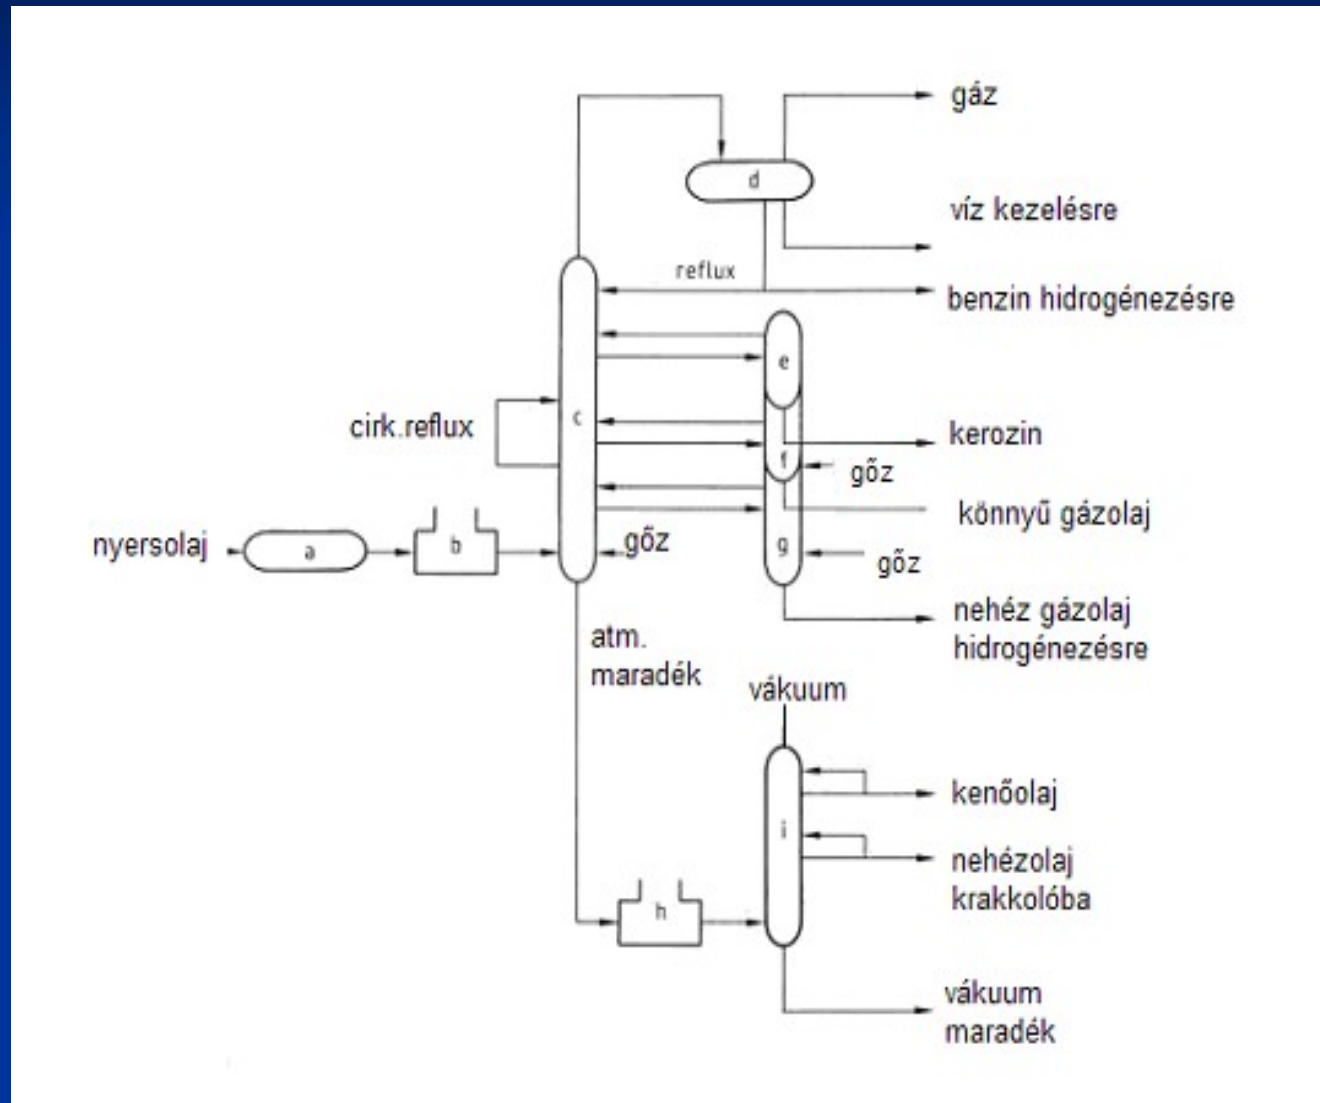 gáz
d
víz kezelésre
reflux
benzin hidrogénezésre
e
cirk.reflux
c
kerozin
f
gőz
könnyű gázolaj
nyersolaj
a
b
gőz
g
gőz
atm.
maradék
nehéz gázolaj
hidrogénezésre
vákuum
kenőolaj
i
nehézolaj
krakkolóba
h
vákuum
maradék